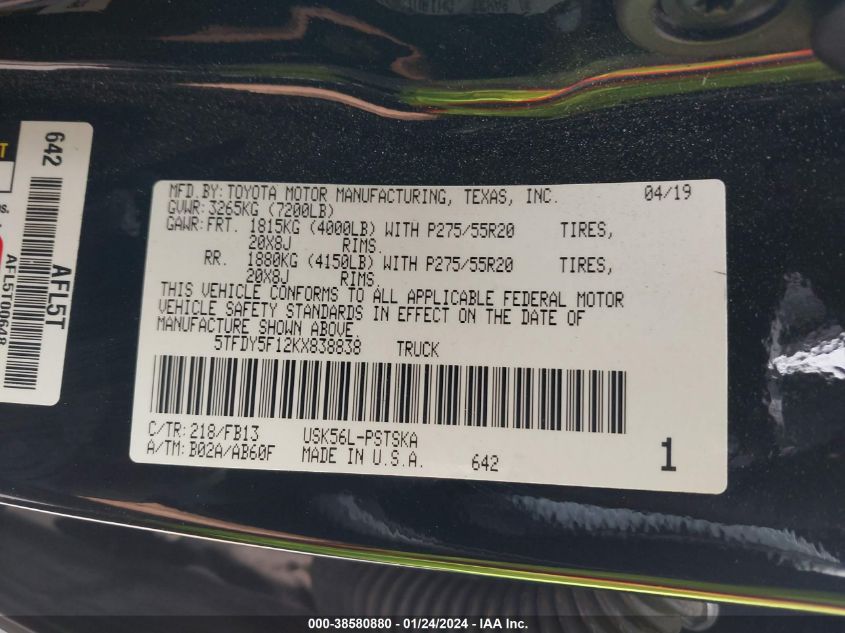 642
AFL5T
AFL5T00648
MFD.BY: TOYOTA MOTOR MANUFACTURING, TEXAS, INC. 04/19
GVWR: 3265KG (7200LB)
GAWR: FRT. 1815KG (4000LB) WITH P275/55R20 TIRES,
20X8J RIMS.
RR. 1880KG (4150LB) WITH P275/55R20 TIRES,
20X8J RIMS.
THIS VEHICLE CONFORMS TO ALL APPLICABLE FEDERAL MOTOR
VEHICLE SAFETY STANDARDS IN EFFECT ON THE DATE OF
MANUFACTURE SHOWN ABOVE.
5TFDY5F12KX838838 TRUCK
C/TR: 218/FB13 USK56L-PSTSKA
A/TM: B02A/AB60F MADE IN U.S.A. 642 1
000-38580880 - 01/24/2024 - IAA Inc.